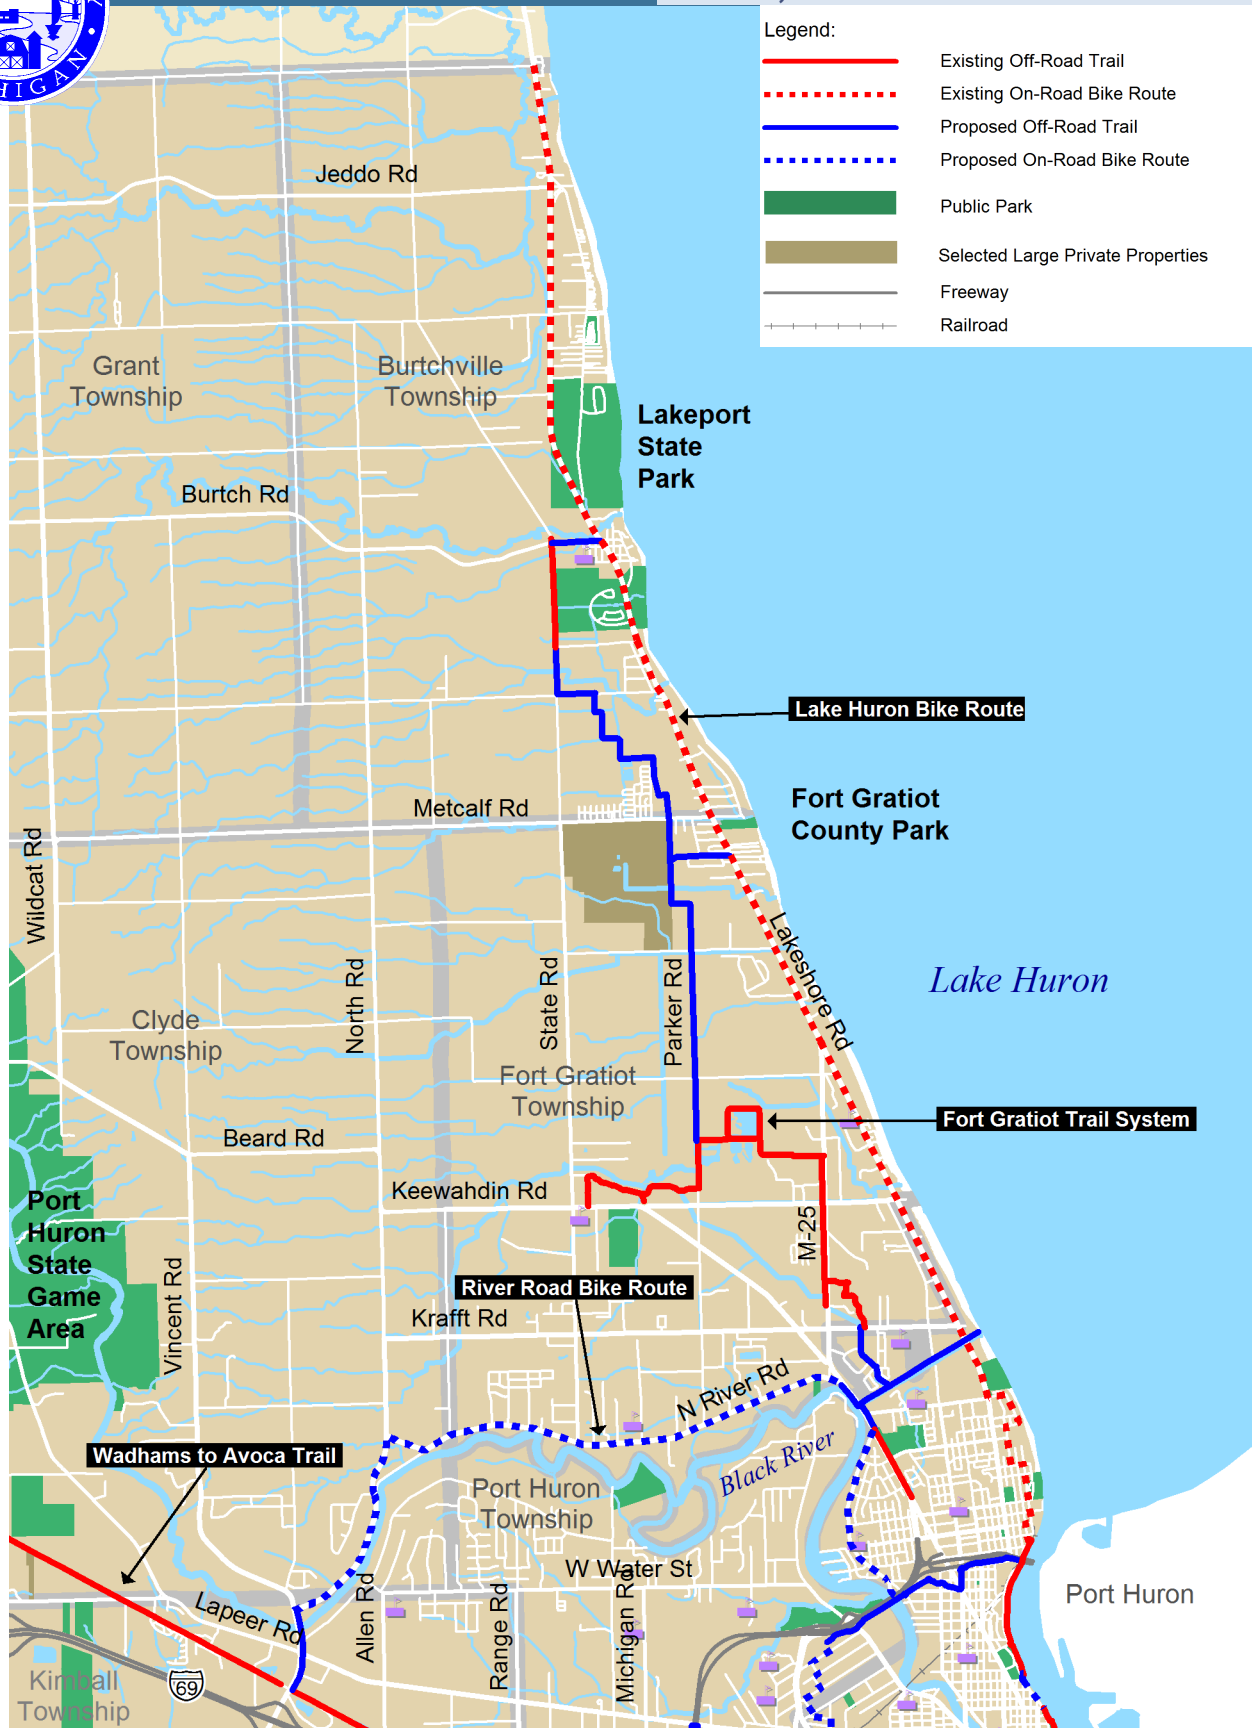 HIGAN •
Legend:
Existing Off-Road Trail
Existing On-Road Bike Route
Proposed Off-Road Trail
Proposed On-Road Bike Route
Public Park
Selected Large Private Properties
Freeway
Railroad
Jeddo Rd
Grant
Township
Burtchville
Township
Lakeport
State
Park
Burtch Rd
Lake Huron Bike Route
Metcalf Rd
Fort Gratiot
County Park
Wildcat Rd
Lakeshore Rd
Lake Huron
North Rd
State Rd
Parker Rd
Clyde
Township
Fort Gratiot
Township
Fort Gratiot Trail System
Beard Rd
Keewahdin Rd
Port
Huron
State
Game
Area
M-25
Vincent Rd
River Road Bike Route
Krafft Rd
N River Rd
Wadhams to Avoca Trail
Black River
Port Huron
Township
W Water St
Lapeer Rd
Allen Rd
Range Rd
Michigan Rd
Port Huron
Kimball
Township
69